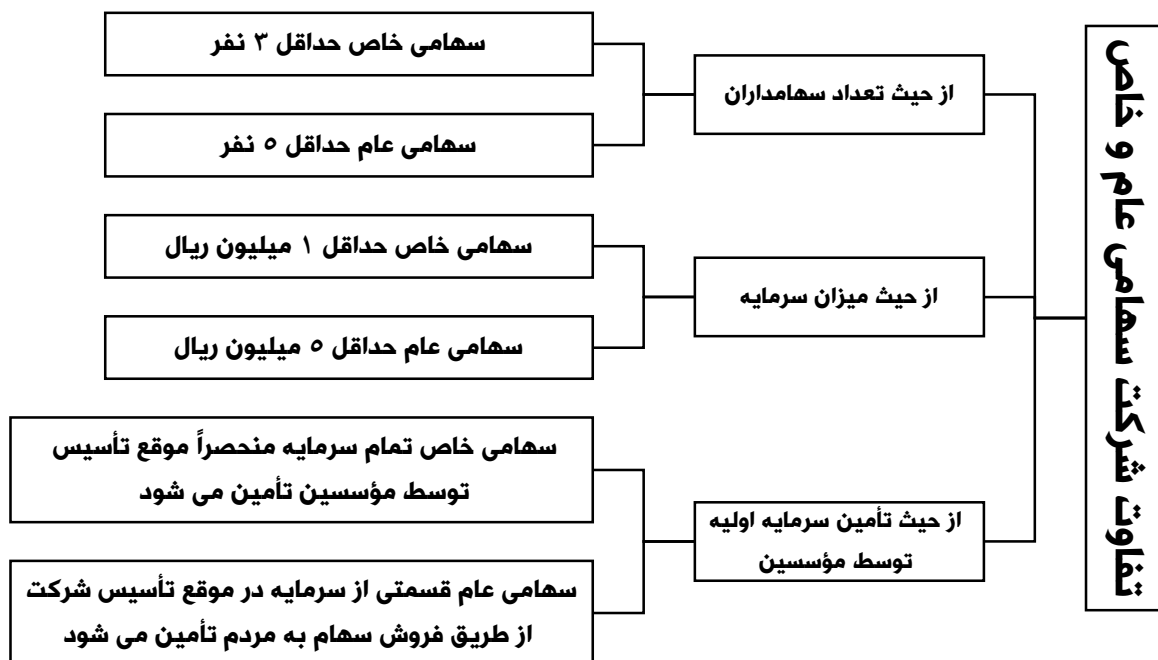 تفاوت شرکت سهامی عام و خاص
از حیث تعداد سهامداران
سهامی خاص حداقل ۳ نفر
سهامی عام حداقل ۵ نفر
از حیث میزان سرمایه
سهامی خاص حداقل ۱ میلیون ریال
سهامی عام حداقل ۵ میلیون ریال
از حیث تأمین سرمایه اولیه
توسط مؤسسین
سهامی خاص تمام سرمایه منحصراً موقع تأسیس
توسط مؤسسین تأمین می شود
سهامی عام قسمتی از سرمایه در موقع تأسیس شرکت
از طریق فروش سهام به مردم تأمین می شود